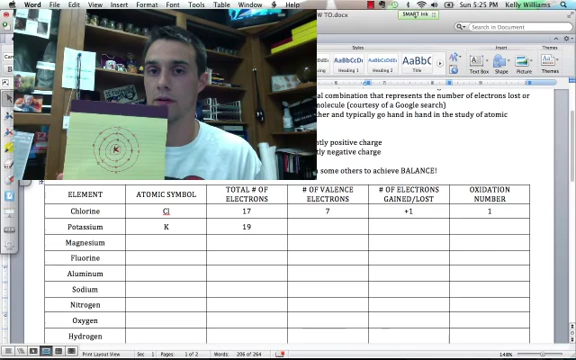 Word File Edit View Insert Format Font Tools Table Window Help
Sun 5:25 PM Kelly Williams
W TO.docx
SMART Ink
Search in Document
Styles
AaBbCcDc AaBbCcDc AaBbC
Heading 1 Heading 2 Title
Text Box Shape Picture Themes
al combination that represents the number of electrons lost or
molecule (courtesy of a Google search)
her and typically go hand in hand in the study of atomic
ntly positive charge
tly negative charge
n some others to achieve BALANCE!
K
ELEMENT ATOMIC SYMBOL TOTAL # OF ELECTRONS # OF VALENCE ELECTRONS # OF ELECTRONS GAINED/LOST OXIDATION NUMBER
Chlorine Cl 17 7 +1 1
Potassium K 19
Magnesium
Fluorine
Aluminum
Sodium
Nitrogen
Oxygen
Hydrogen
Print Layout View Sec 1 Pages: 1 of 2 Words: 206 of 264 148%